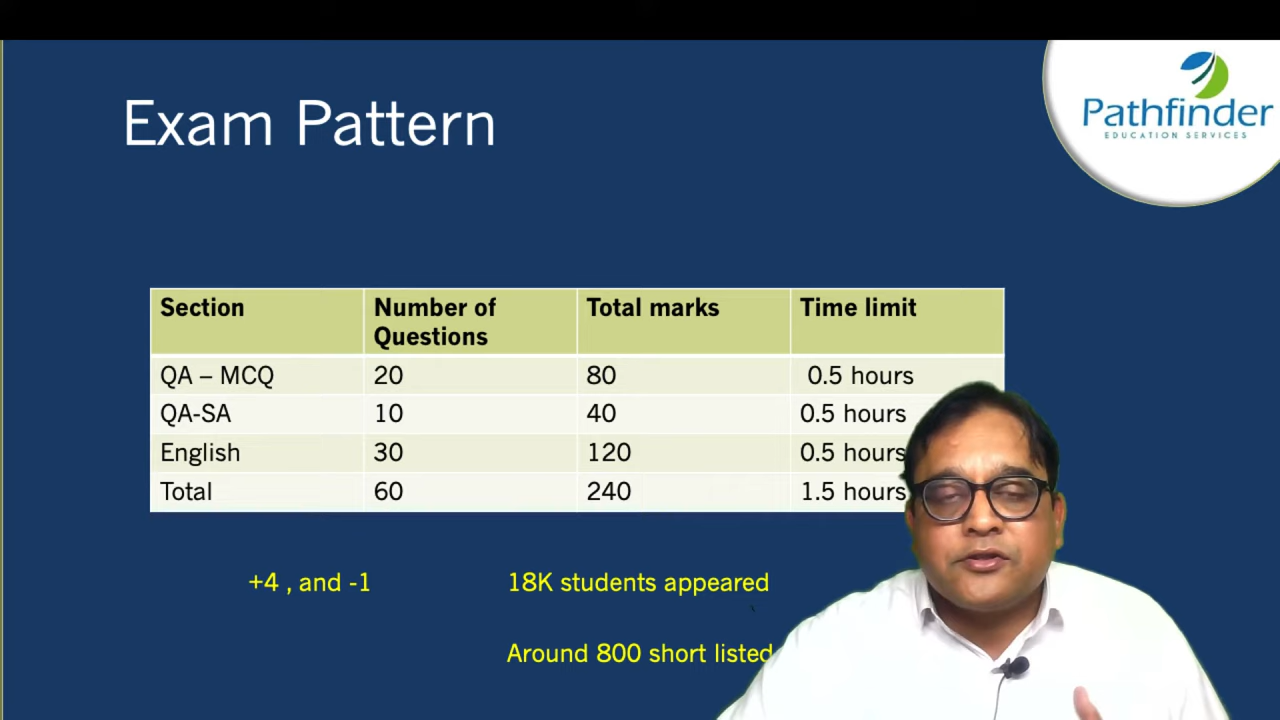 Pathfinder
EDUCATION SERVICES
Exam Pattern
Section Number of Questions Total marks Time limit
QA – MCQ 20 80 0.5 hours
QA-SA 10 40 0.5 hours
English 30 120 0.5 hours
Total 60 240 1.5 hours
+4 , and -1 18K students appeared
Around 800 short listed